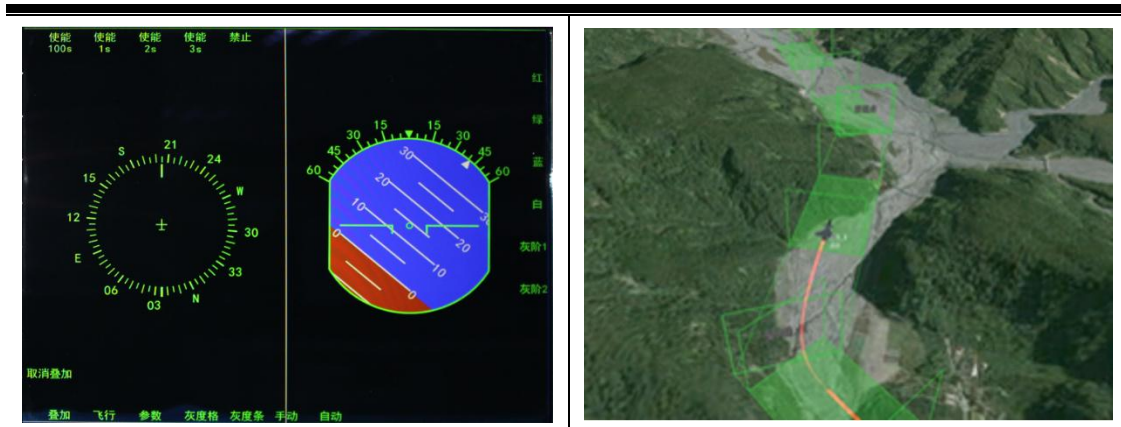 使能 使能 使能 使能 禁止
100s 1s 2s 3s
红
绿
蓝
白
灰阶1
灰阶2
S 21 24 W 30 33 N 03 06 E 12 15
60 45 30 15 15 30 45 60
30 30
20 20
10 10
0 0
取消叠加
叠加 飞行 参数 灰度格 灰度条 手动 自动